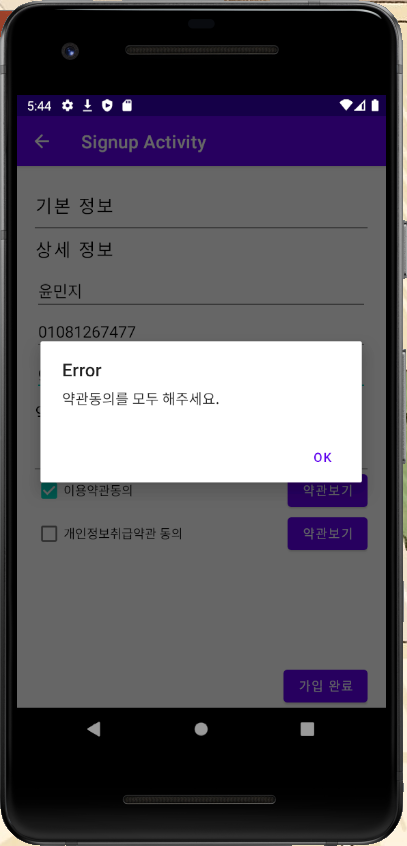 5:44
Signup Activity
기본 정보
상세 정보
윤민지
01081267477
Error
약관동의를 모두 해주세요.
OK
이용약관동의
약관보기
개인정보취급약관 동의
약관보기
가입 완료